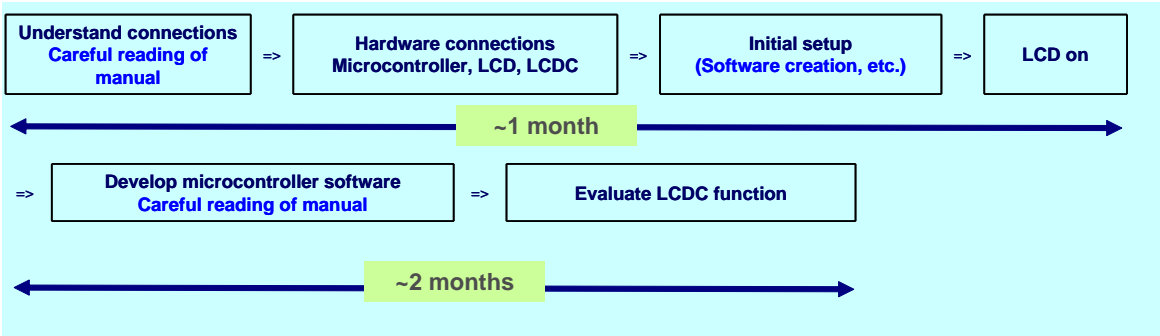 Understand connections
Careful reading of
manual
=>
Hardware connections
Microcontroller, LCD, LCDC
=>
Initial setup
(Software creation, etc.)
=>
LCD on
~1 month
=>
Develop microcontroller software
Careful reading of manual
=>
Evaluate LCDC function
~2 months